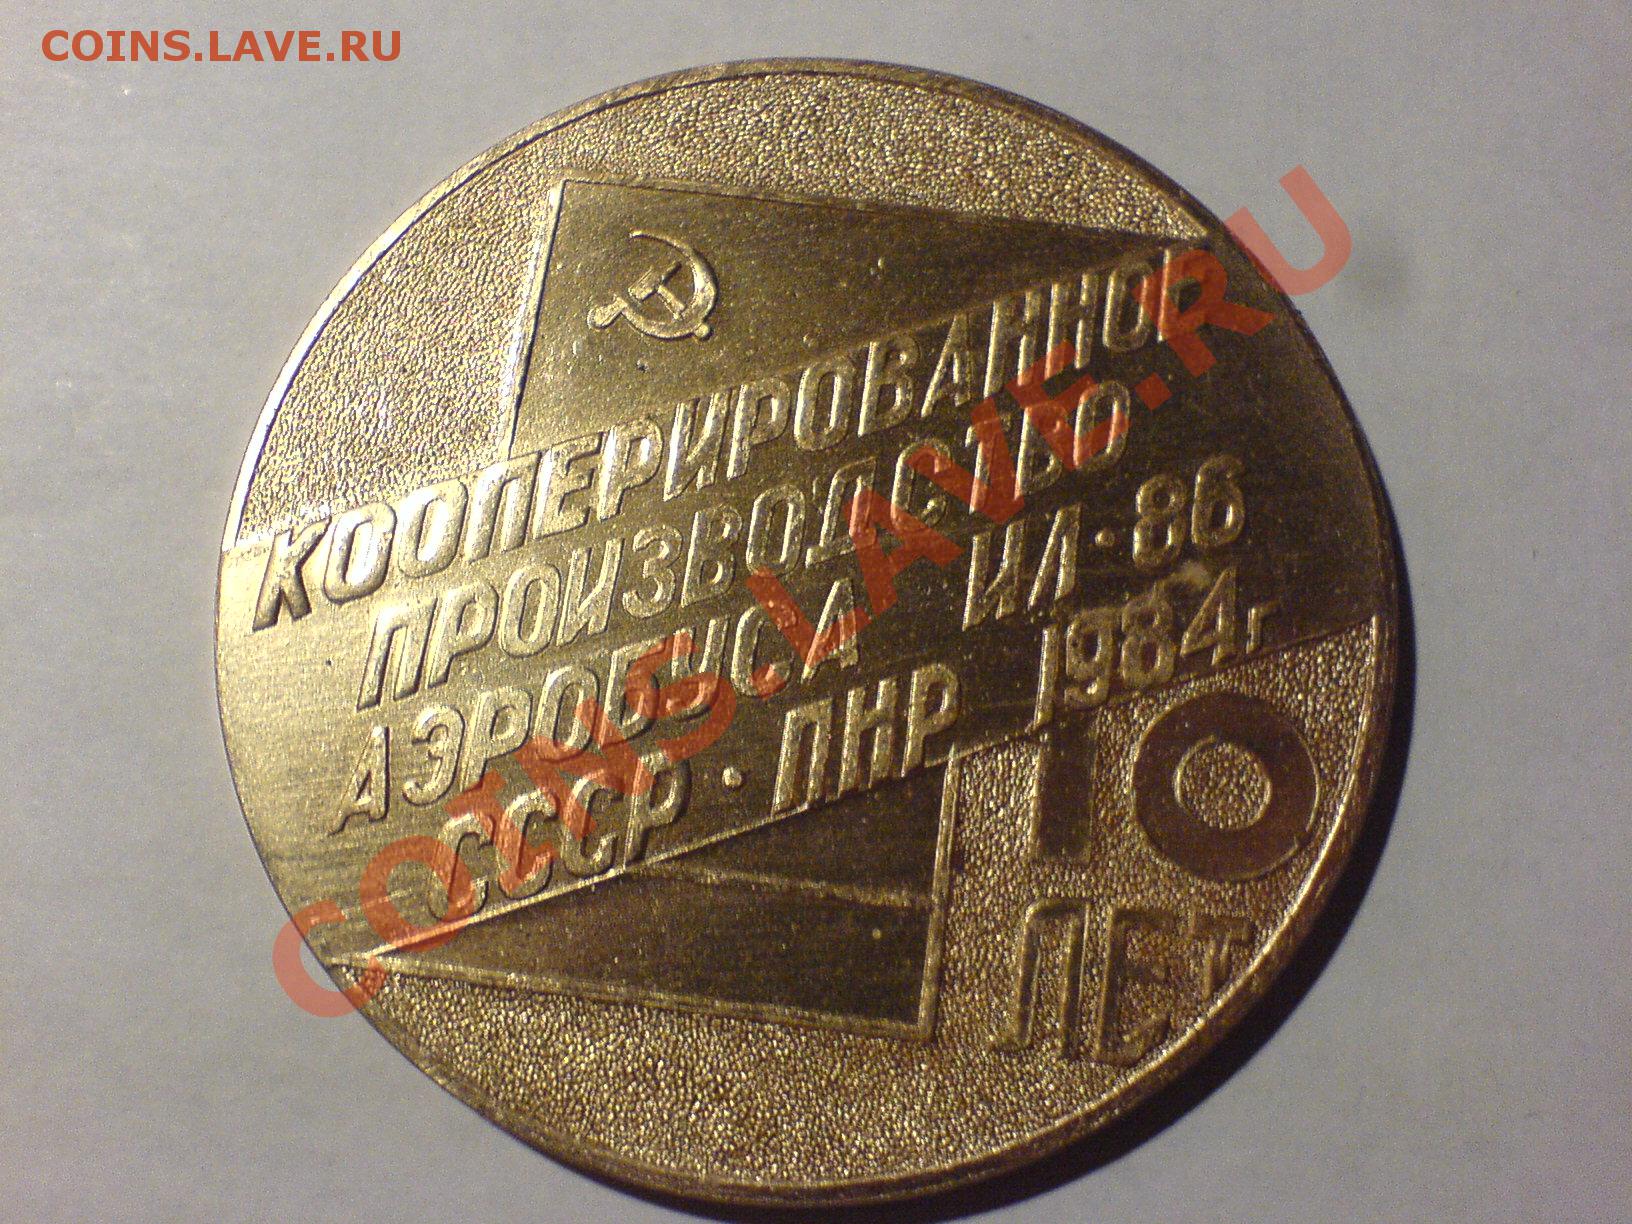 COINS.LAVE.RU
КООПЕРИРОВАННОЕ
ПРОИЗВОДСТВО
АЭРОБУСА ИЛ·86
СССР·ПНР 1984г
10
ЛЕТ
COINS.LAVE.RU